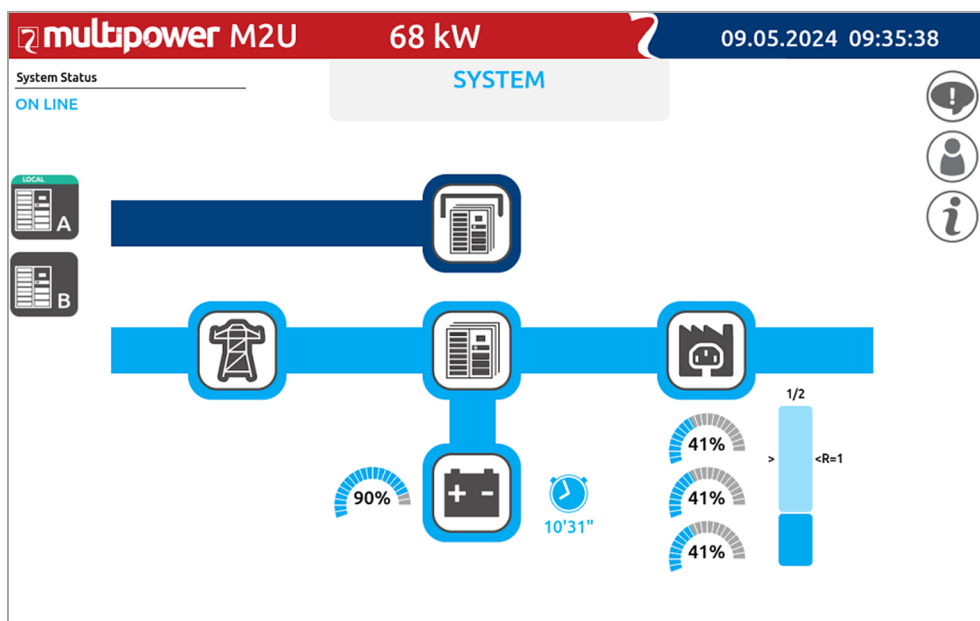 multipower M2U 68 kW 09.05.2024 09:35:38
System Status
SYSTEM
ON LINE
LOCAL
A
B
1/2
41%
> <R=1
90%
+ -
41%
10'31"
41%